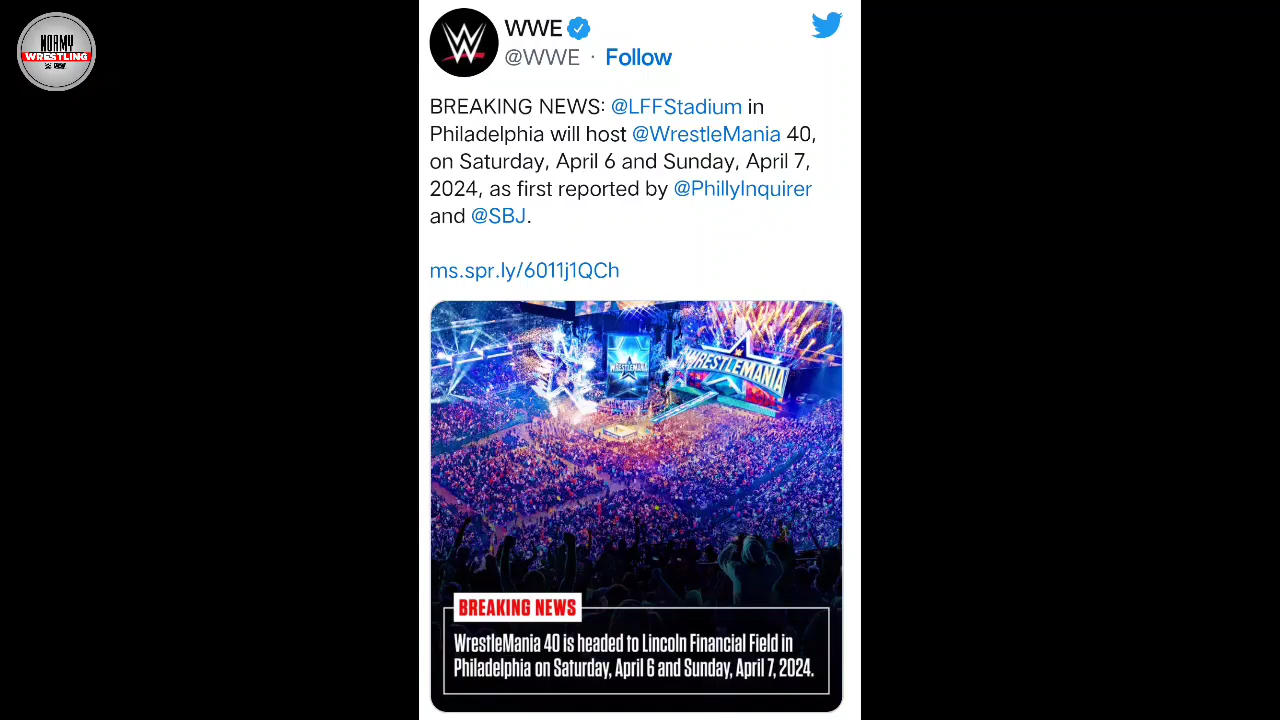 NORMY
WRESTLING
WWE
@WWE · Follow
BREAKING NEWS: @LFFStadium in
Philadelphia will host @WrestleMania 40,
on Saturday, April 6 and Sunday, April 7,
2024, as first reported by @PhillyInquirer
and @SBJ.
ms.spr.ly/6011j1QCh
WRESTLEMANIA
WRESTLEMANIA
BREAKING NEWS
WrestleMania 40 is headed to Lincoln Financial Field in
Philadelphia on Saturday, April 6 and Sunday, April 7, 2024.